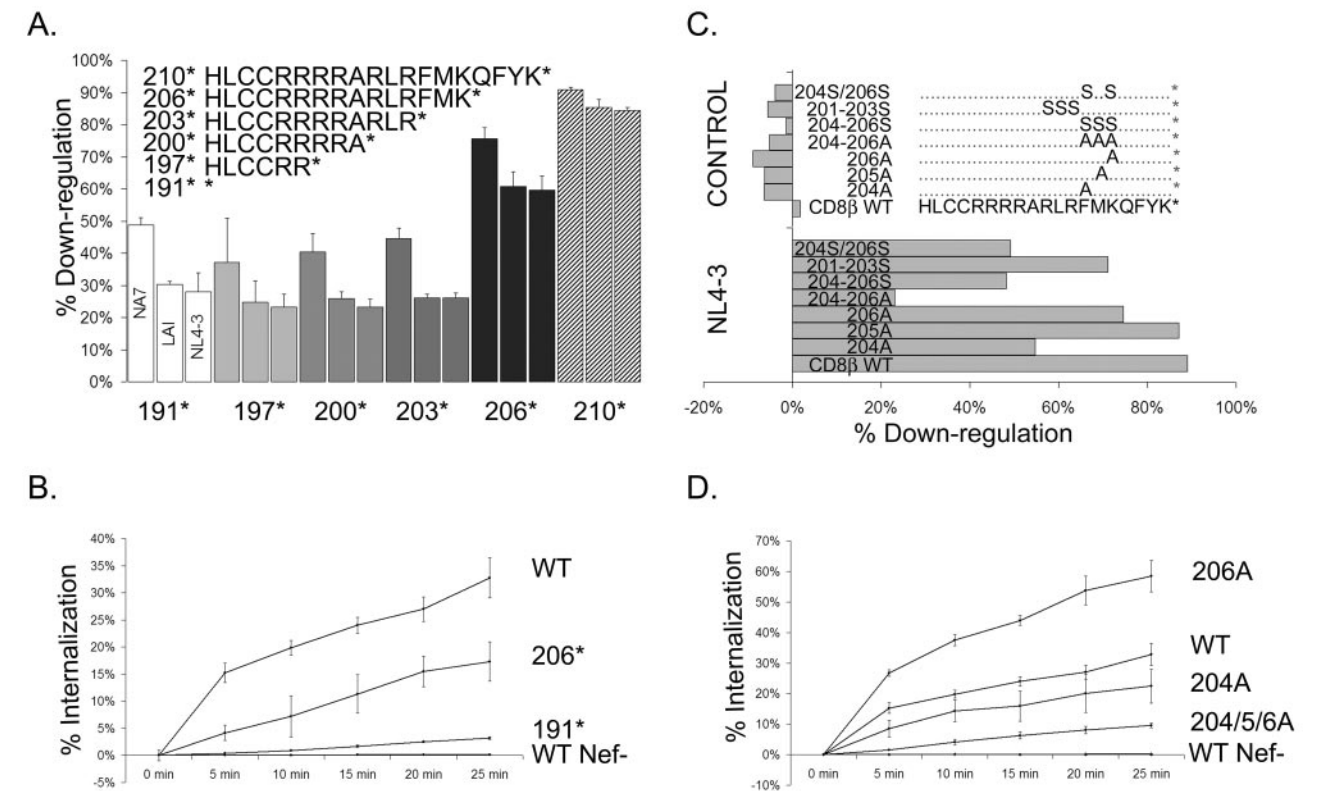 A.
100%
90%
80%
70%
60%
50%
40%
30%
20%
10%
0%
% Down-regulation
210* HLCCRRRRARLRFMKQFYK*
206* HLCCRRRRARLRFMK*
203* HLCCRRRRARLR*
200* HLCCRRRRA*
197* HLCCRR*
191* *
NA7
LAI
NL4-3
191* 197* 200* 203* 206* 210*
C.
CONTROL
204S/206S ........................S..S..........*
201-203S ..................SSS..............*
204-206S ........................SSS..........*
204-206A ........................AAA..........*
206A ............................A..........*
205A ..........................A............*
204A ........................A..............*
CD8β WT HLCCRRRRARLRFMKQFYK*
NL4-3
204S/206S
201-203S
204-206S
204-206A
206A
205A
204A
CD8β WT
-20% 0% 20% 40% 60% 80% 100%
% Down-regulation
B.
40%
35%
30%
25%
20%
15%
10%
5%
0%
-5%
% Internalization
WT
206*
191*
WT Nef-
0 min 5 min 10 min 15 min 20 min 25 min
D.
70%
60%
50%
40%
30%
20%
10%
0%
-10%
% Internalization
206A
WT
204A
204/5/6A
WT Nef-
0 min 5 min 10 min 15 min 20 min 25 min